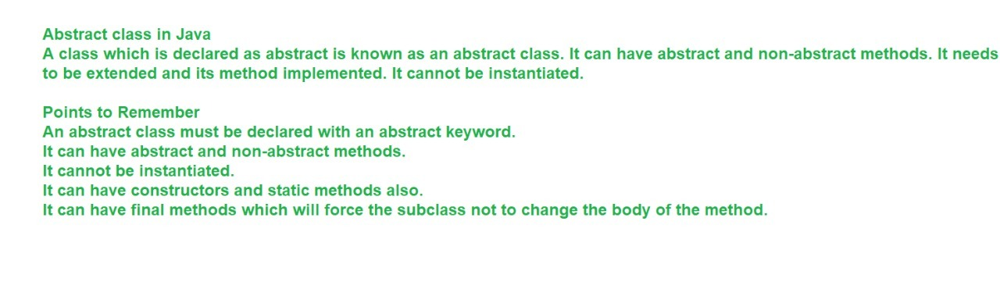 Abstract class in Java
A class which is declared as abstract is known as an abstract class. It can have abstract and non-abstract methods. It needs
to be extended and its method implemented. It cannot be instantiated.
Points to Remember
An abstract class must be declared with an abstract keyword.
It can have abstract and non-abstract methods.
It cannot be instantiated.
It can have constructors and static methods also.
It can have final methods which will force the subclass not to change the body of the method.